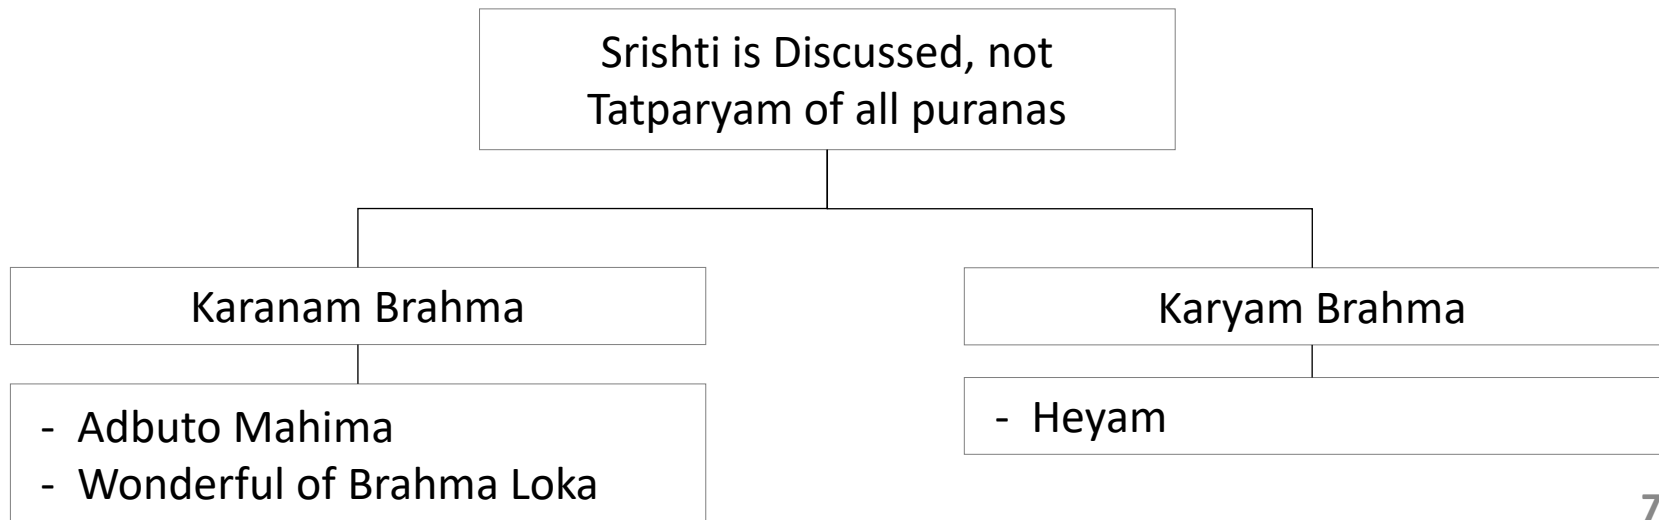 Srishti is Discussed, not
Tatparyam of all puranas
Karanam Brahma
Karyam Brahma
- Adbuto Mahima
- Wonderful of Brahma Loka
- Heyam
7